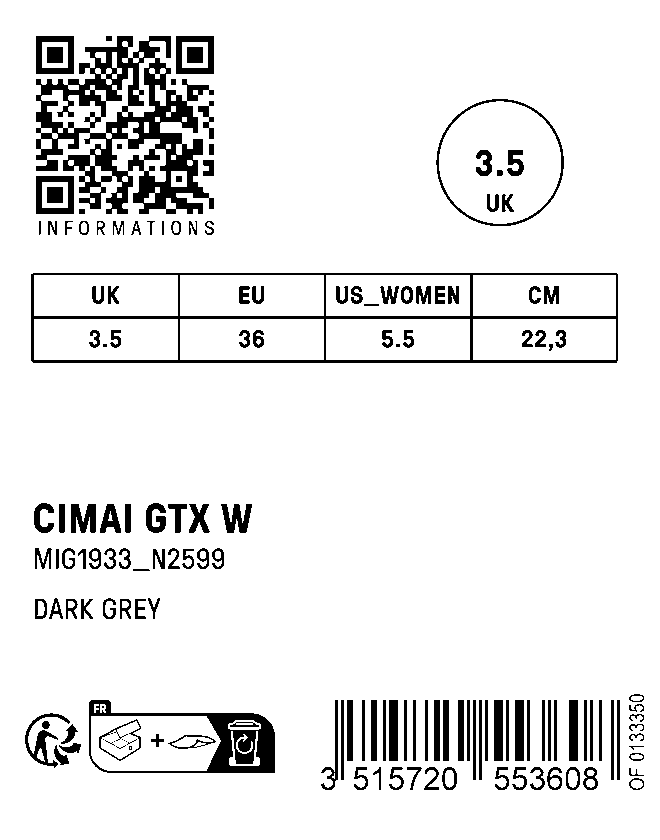 INFORMATIONS
3.5
UK
UK EU US_WOMEN CM
3.5 36 5.5 22,3
CIMAI GTX W
MIG1933_N2599
DARK GREY
FR
+
3 515720 553608
OF 0133350